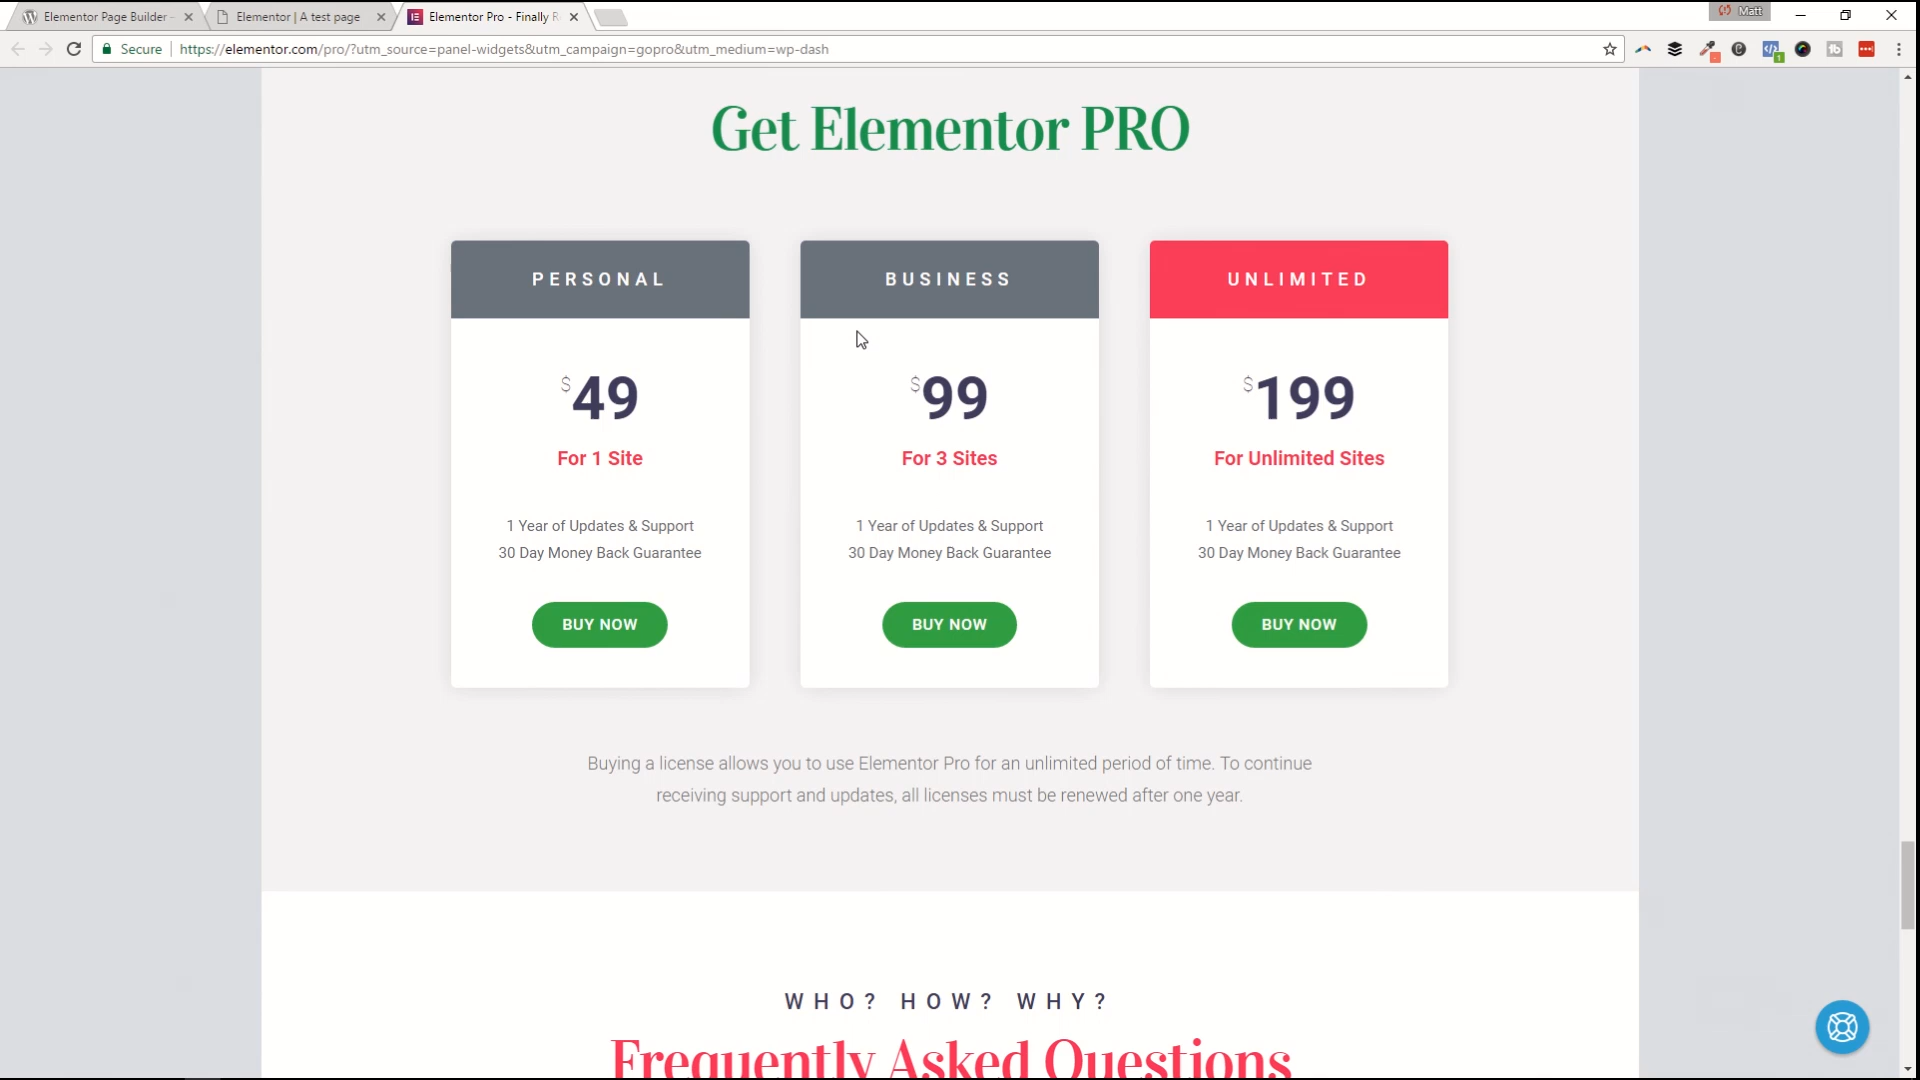 Elementor Page Builder -
Elementor | A test page
Elementor Pro - Finally R
Matt
Secure
https://elementor.com/pro/?utm_source=panel-widgets&utm_campaign=gopro&utm_medium=wp-dash
Get Elementor PRO
PERSONAL
$49
For 1 Site
1 Year of Updates & Support
30 Day Money Back Guarantee
BUY NOW
BUSINESS
$99
For 3 Sites
1 Year of Updates & Support
30 Day Money Back Guarantee
BUY NOW
UNLIMITED
$199
For Unlimited Sites
1 Year of Updates & Support
30 Day Money Back Guarantee
BUY NOW
Buying a license allows you to use Elementor Pro for an unlimited period of time. To continue
receiving support and updates, all licenses must be renewed after one year.
WHO? HOW? WHY?
Frequently Asked Questions